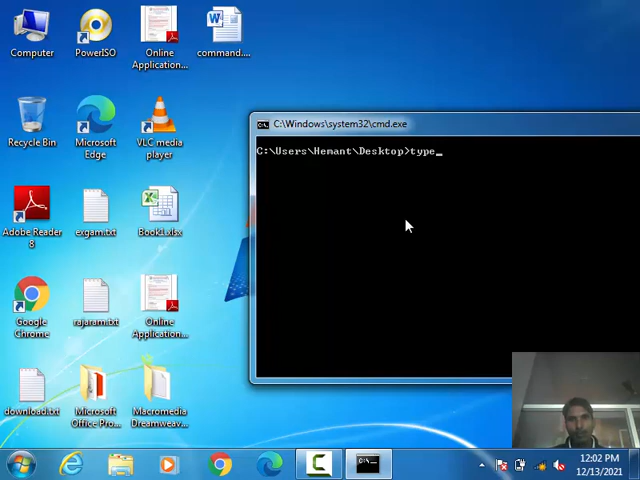 Computer
PowerISO
Online
Application...
command....
C:\Windows\system32\cmd.exe
C:\Users\Hemant\Desktop>type_
Recycle Bin
Microsoft
Edge
VLC media
player
Adobe Reader
8
exgam.txt
Book1.xlsx
Google
Chrome
rajaram.txt
Online
Application...
download.txt
Microsoft
Office Pro...
Macromedia
Dreamweav...
12:02 PM
12/13/2021